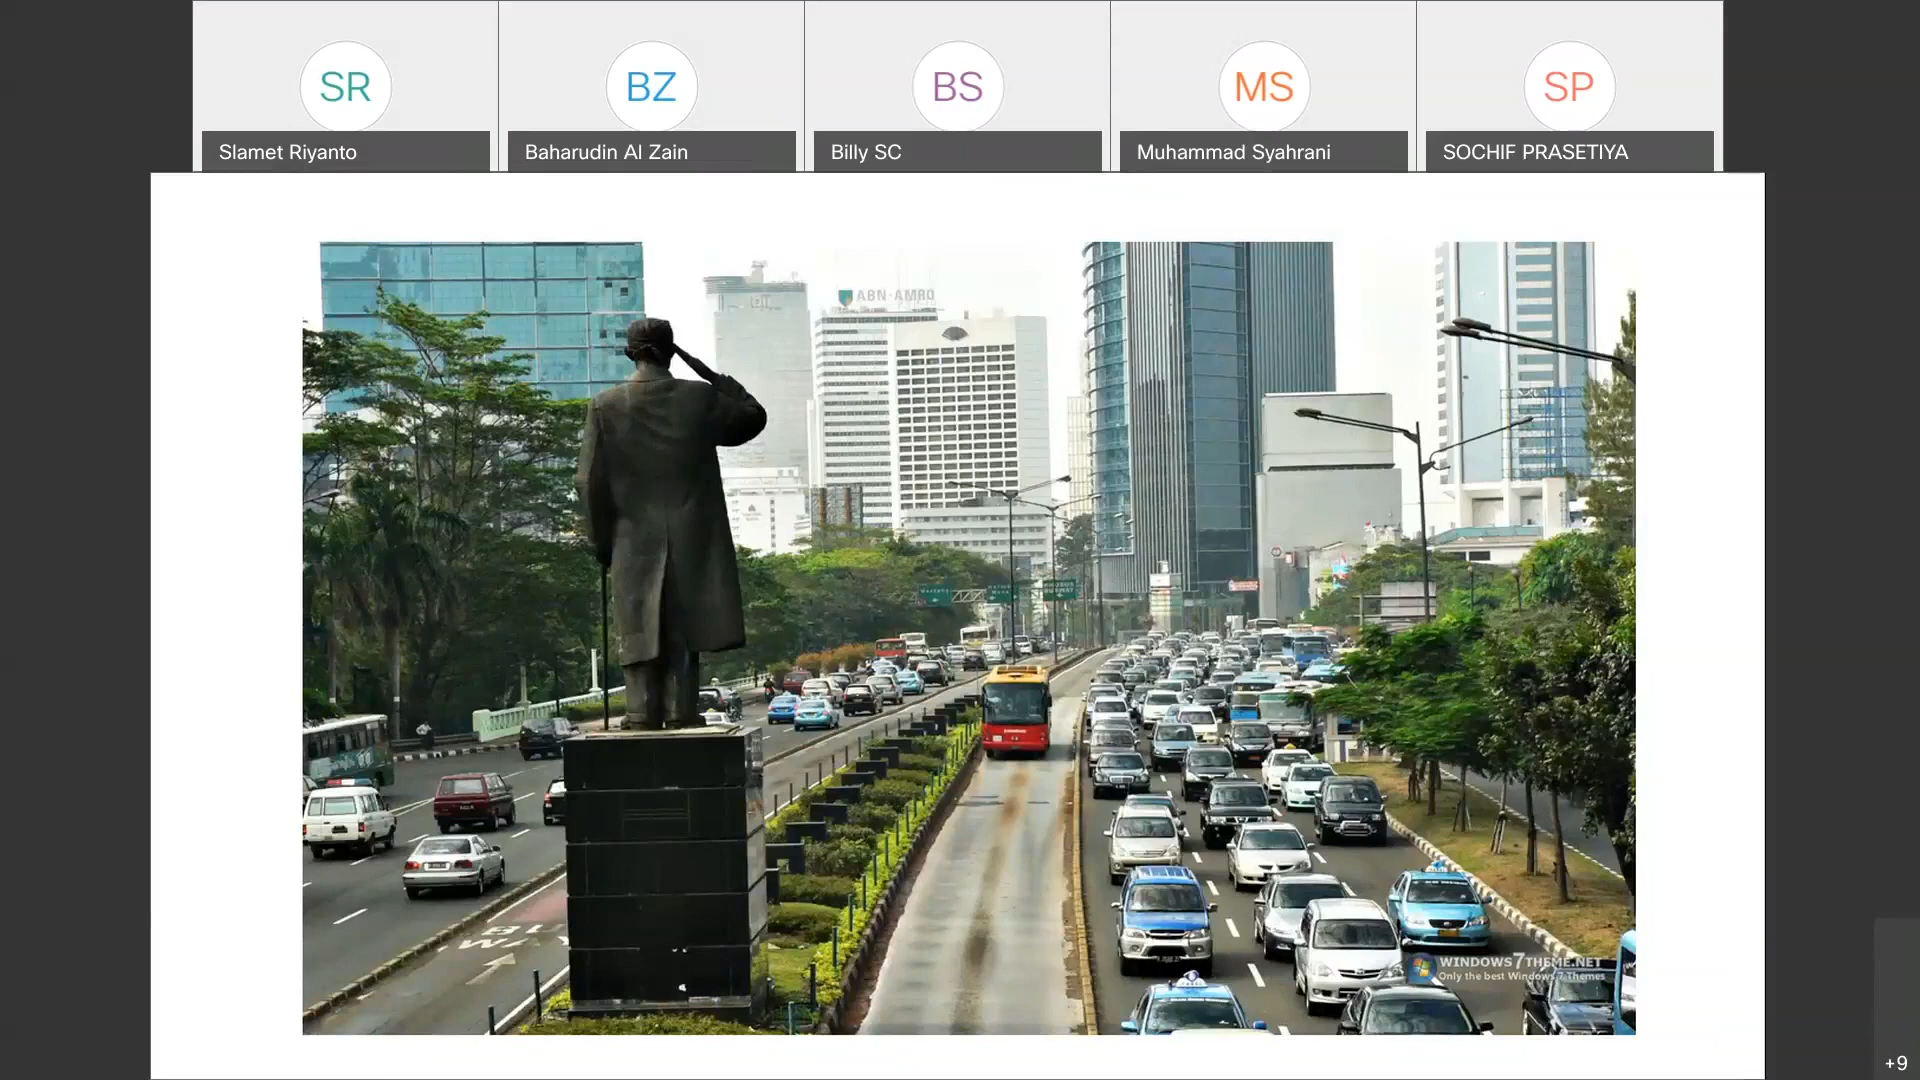 SR
BZ
BS
MS
SP
Slamet Riyanto
Baharudin Al Zain
Billy SC
Muhammad Syahrani
SOCHIF PRASETIYA
ABN·AMRO
WINDOWS7THEME.NET
Only the best Windows 7 Themes
+9